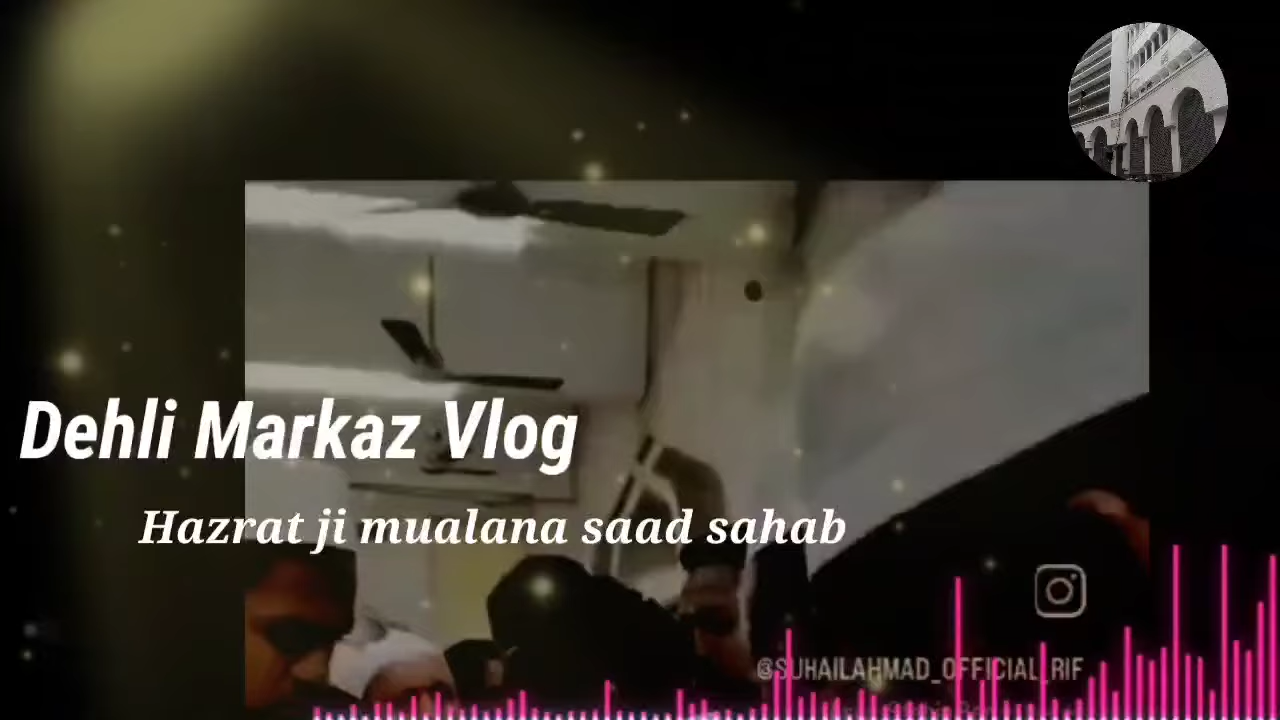 Dehli Markaz Vlog
Hazrat ji mualana saad sahab
@SUHAILAHMAD_OFFICIAL_RIF